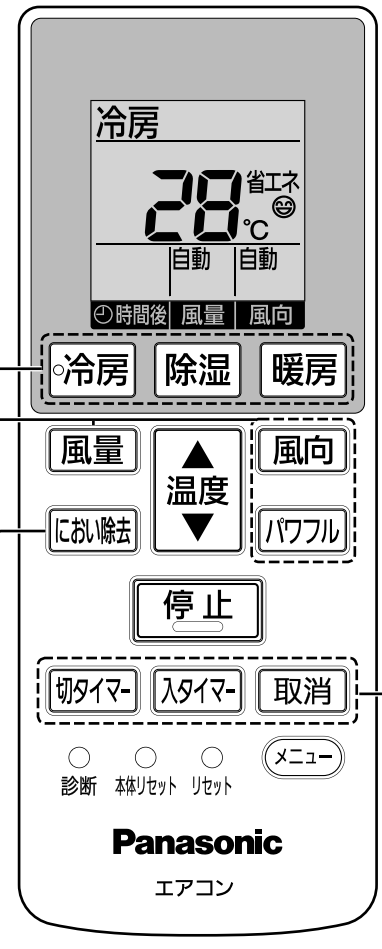 冷房
28℃ 省エネ
自動 自動
時間後 風量 風向
冷房 除湿 暖房
風量 ▲ 温度 ▼ 風向
におい除去 パワフル
停止
切タイマー 入タイマー 取消
診断 本体リセット リセット メニュー
Panasonic
エアコン